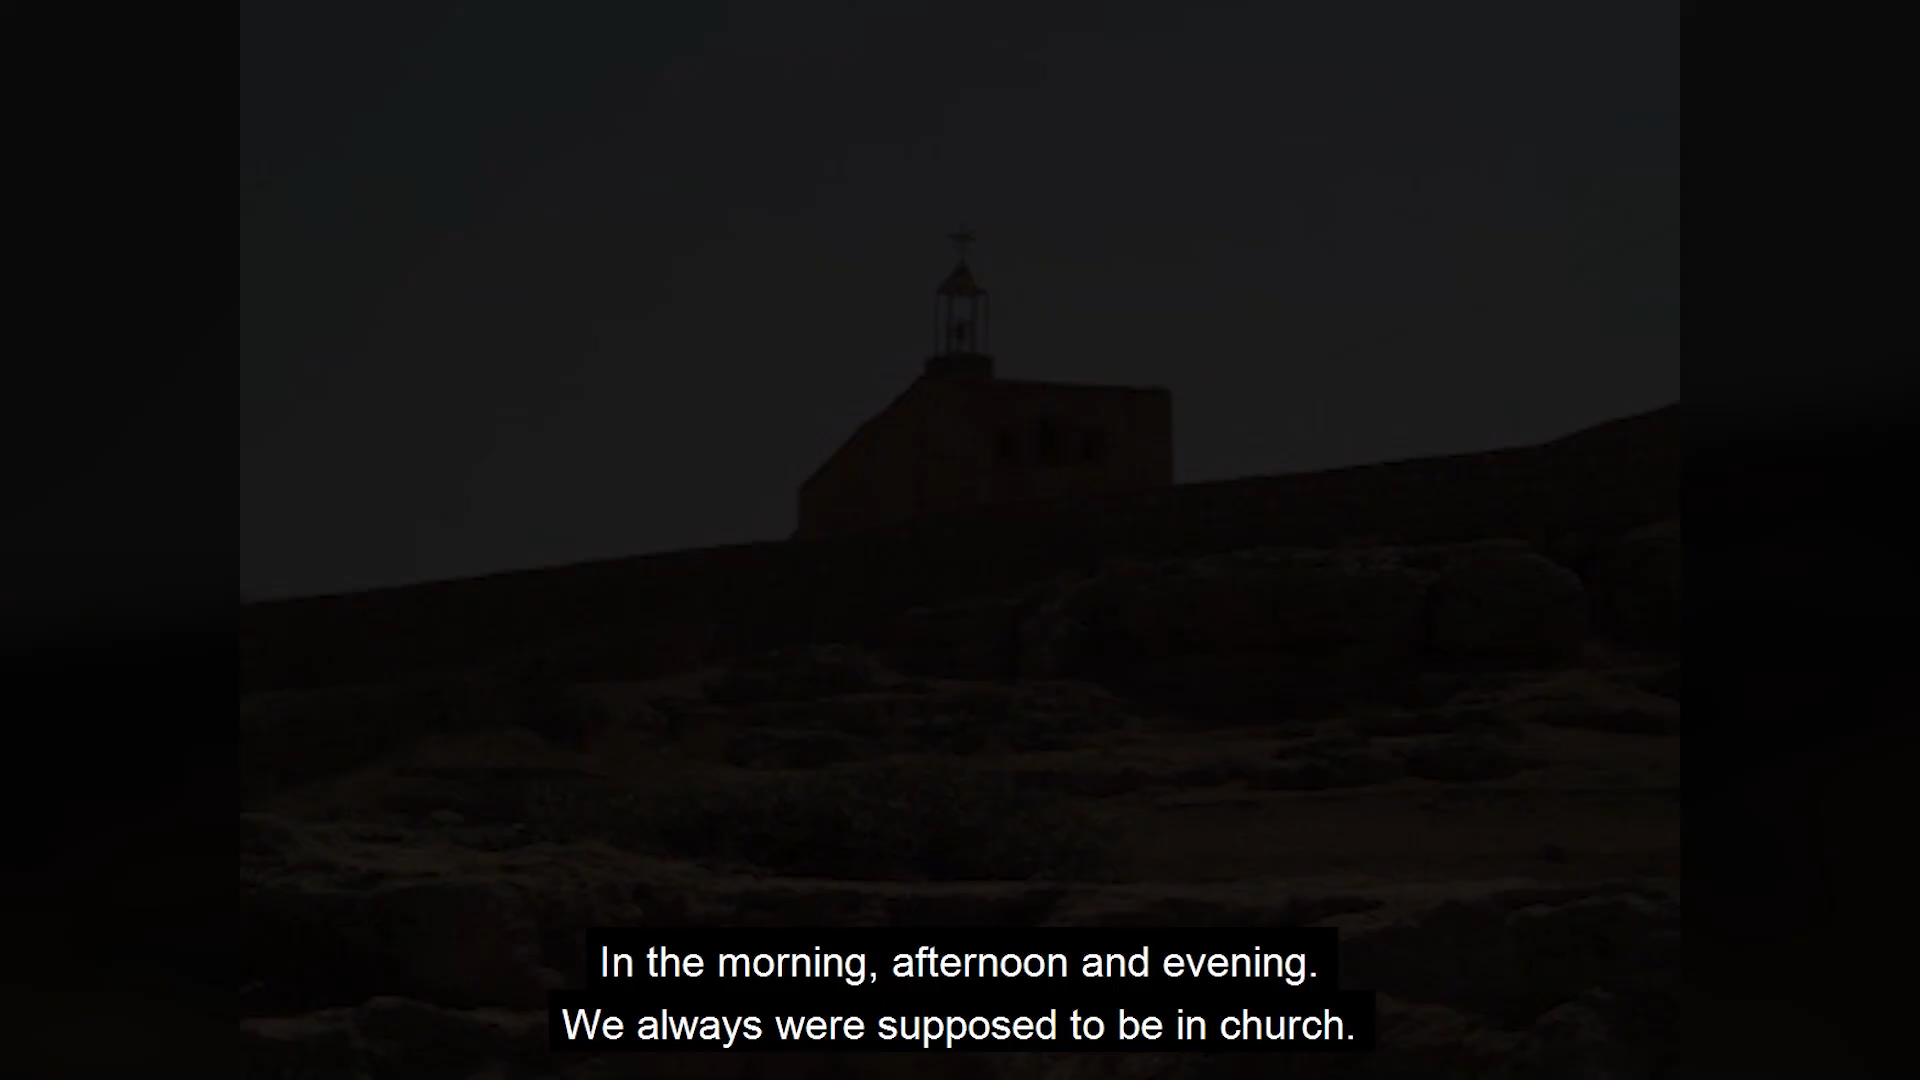 In the morning, afternoon and evening.
We always were supposed to be in church.